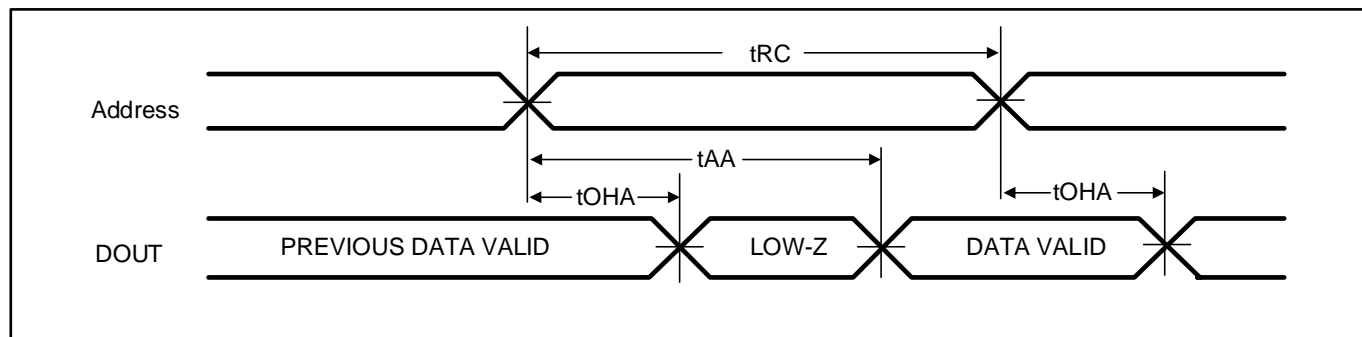 tRC
Address
tAA
tOHA
tOHA
DOUT
PREVIOUS DATA VALID
LOW-Z
DATA VALID